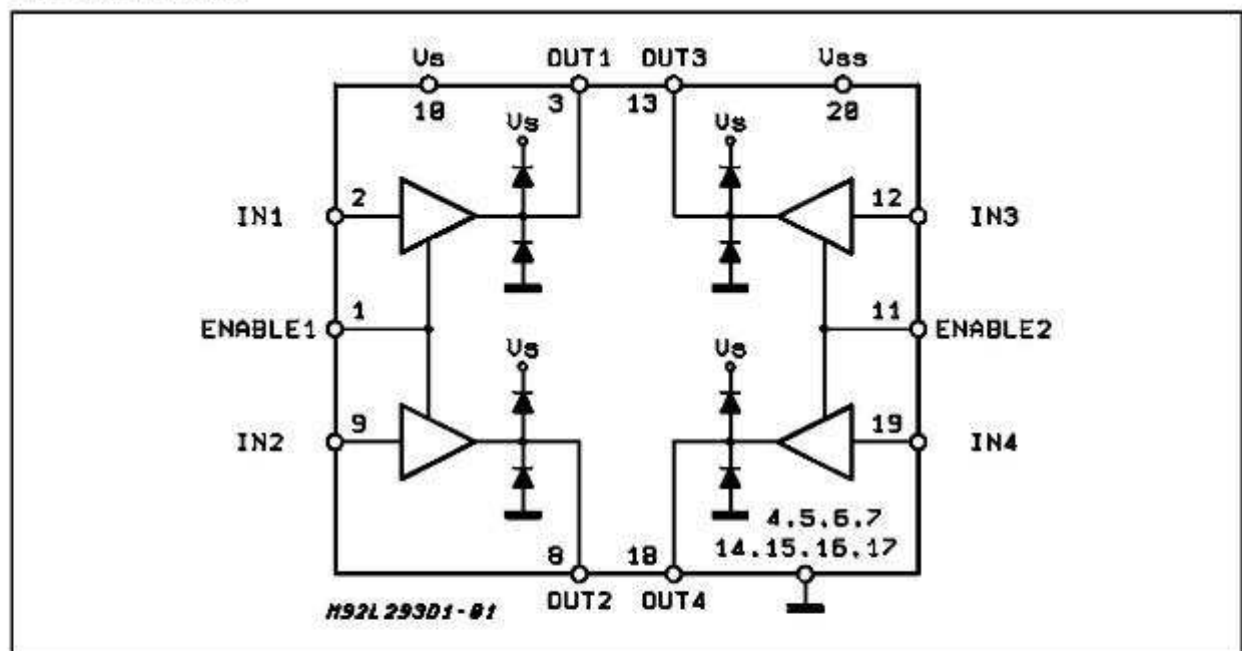 Vs OUT1 OUT3 Vss
10 3 13 20
Vs Vs
IN1 2 12 IN3
ENABLE1 1 11 ENABLE2
Vs Vs
IN2 9 19 IN4
4.5.6.7
8 18 14.15.16.17
OUT2 OUT4
M92L293D1-01